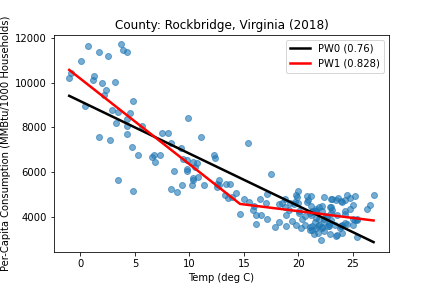 County: Rockbridge, Virginia (2018)
Per-Capita Consumption (MMBtu/1000 Households)
12000
10000
8000
6000
4000
PW0 (0.76)
PW1 (0.828)
0 5 10 15 20 25
Temp (deg C)